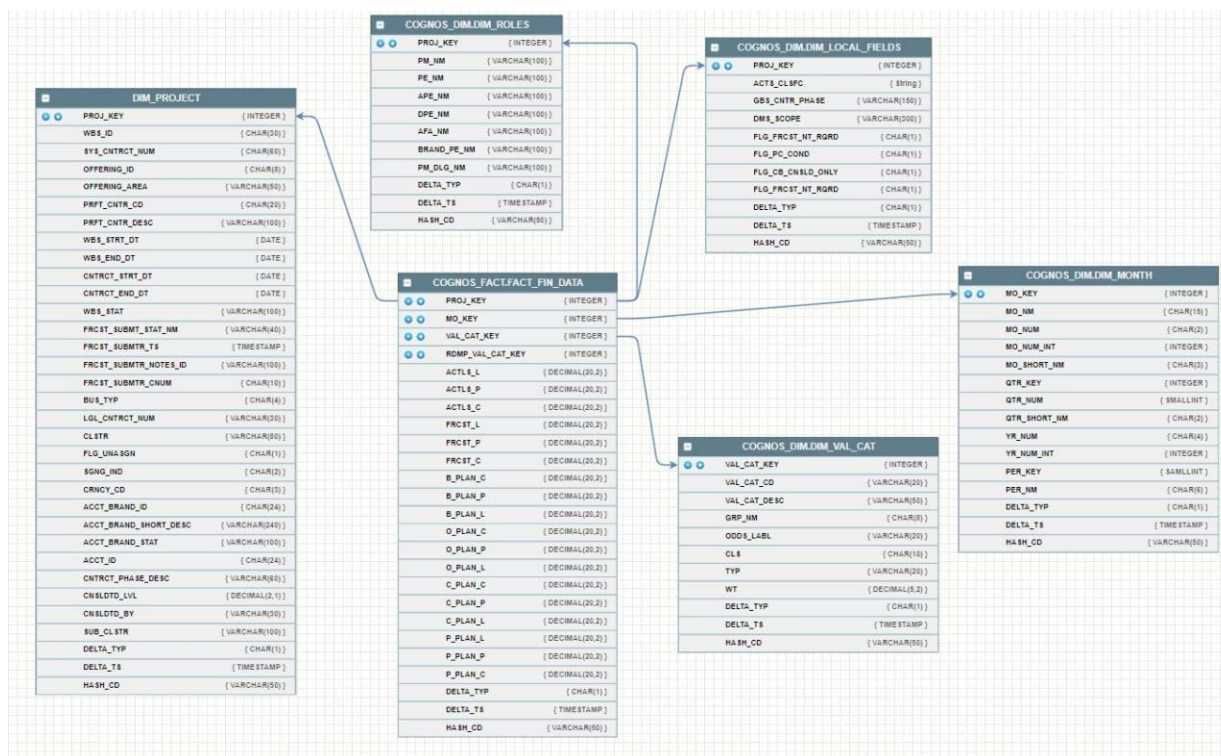 COGNOS_DIM.DIM_ROLES
PROJ_KEY { INTEGER }
PM_NM { VARCHAR(100) }
PE_NM { VARCHAR(100) }
APE_NM { VARCHAR(100) }
DPE_NM { VARCHAR(100) }
AFA_NM { VARCHAR(100) }
BRAND_PE_NM { VARCHAR(100) }
PM_DLG_NM { VARCHAR(100) }
DELTA_TYP { CHAR(1) }
DELTA_TS { TIMESTAMP }
HASH_CD { VARCHAR(50) }
COGNOS_DIM.DIM_LOCAL_FIELDS
PROJ_KEY { INTEGER }
ACTS_CLSFC { String }
GBS_CNTR_PHASE { VARCHAR(150) }
DMS_SCOPE { VARCHAR(300) }
FLG_FRCST_NT_RQRD { CHAR(1) }
FLG_PC_COND { CHAR(1) }
FLG_CB_CNSLD_ONLY { CHAR(1) }
FLG_FRCST_NT_RQRD { CHAR(1) }
DELTA_TYP { CHAR(1) }
DELTA_TS { TIMESTAMP }
HASH_CD { VARCHAR(50) }
DIM_PROJECT
PROJ_KEY { INTEGER }
WBS_ID { CHAR(30) }
SYS_CNTRCT_NUM { CHAR(60) }
OFFERING_ID { CHAR(8) }
OFFERING_AREA { VARCHAR(50) }
PRFT_CNTR_CD { CHAR(20) }
PRFT_CNTR_DESC { VARCHAR(100) }
WBS_STRT_DT { DATE }
WBS_END_DT { DATE }
CNTRCT_STRT_DT { DATE }
CNTRCT_END_DT { DATE }
WBS_STAT { VARCHAR(100) }
FRCST_SUBMT_STAT_NM { VARCHAR(40) }
FRCST_SUBMTR_TS { TIMESTAMP }
FRCST_SUBMTR_NOTES_ID { VARCHAR(100) }
FRCST_SUBMTR_CNUM { CHAR(10) }
BUS_TYP { CHAR(4) }
LGL_CNTRCT_NUM { VARCHAR(30) }
CLSTR { VARCHAR(80) }
FLG_UNASGN { CHAR(1) }
SGNG_IND { CHAR(2) }
CRNCY_CD { CHAR(3) }
ACCT_BRAND_ID { CHAR(24) }
ACCT_BRAND_SHORT_DESC { VARCHAR(240) }
ACCT_BRAND_STAT { VARCHAR(100) }
ACCT_ID { CHAR(24) }
CNTRCT_PHASE_DESC { VARCHAR(60) }
CNSLDTD_LVL { DECIMAL(2,1) }
CNSLDTD_BY { VARCHAR(30) }
SUB_CLSTR { VARCHAR(100) }
DELTA_TYP { CHAR(1) }
DELTA_TS { TIMESTAMP }
HASH_CD { VARCHAR(50) }
COGNOS_FACT.FACT_FIN_DATA
PROJ_KEY { INTEGER }
MO_KEY { INTEGER }
VAL_CAT_KEY { INTEGER }
RDMP_VAL_CAT_KEY { INTEGER }
ACTLS_L { DECIMAL(20,2) }
ACTLS_P { DECIMAL(20,2) }
ACTLS_C { DECIMAL(20,2) }
FRCST_L { DECIMAL(20,2) }
FRCST_P { DECIMAL(20,2) }
FRCST_C { DECIMAL(20,2) }
B_PLAN_C { DECIMAL(20,2) }
B_PLAN_P { DECIMAL(20,2) }
B_PLAN_L { DECIMAL(20,2) }
O_PLAN_C { DECIMAL(20,2) }
O_PLAN_P { DECIMAL(20,2) }
O_PLAN_L { DECIMAL(20,2) }
C_PLAN_C { DECIMAL(20,2) }
C_PLAN_P { DECIMAL(20,2) }
C_PLAN_L { DECIMAL(20,2) }
P_PLAN_L { DECIMAL(20,2) }
P_PLAN_P { DECIMAL(20,2) }
P_PLAN_C { DECIMAL(20,2) }
DELTA_TYP { CHAR(1) }
DELTA_TS { TIMESTAMP }
HASH_CD { VARCHAR(50) }
COGNOS_DIM.DIM_MONTH
MO_KEY { INTEGER }
MO_NM { CHAR(15) }
MO_NUM { CHAR(2) }
MO_NUM_INT { INTEGER }
MO_SHORT_NM { CHAR(3) }
QTR_KEY { INTEGER }
QTR_NUM { SMALLINT }
QTR_SHORT_NM { CHAR(2) }
YR_NUM { CHAR(4) }
YR_NUM_INT { INTEGER }
PER_KEY { SAMLLINT }
PER_NM { CHAR(6) }
DELTA_TYP { CHAR(1) }
DELTA_TS { TIMESTAMP }
HASH_CD { VARCHAR(50) }
COGNOS_DIM.DIM_VAL_CAT
VAL_CAT_KEY { INTEGER }
VAL_CAT_CD { VARCHAR(20) }
VAL_CAT_DESC { VARCHAR(50) }
GRP_NM { CHAR(8) }
ODDS_LABL { VARCHAR(20) }
CLS { CHAR(10) }
TYP { VARCHAR(20) }
WT { DECIMAL(5,2) }
DELTA_TYP { CHAR(1) }
DELTA_TS { TIMESTAMP }
HASH_CD { VARCHAR(50) }